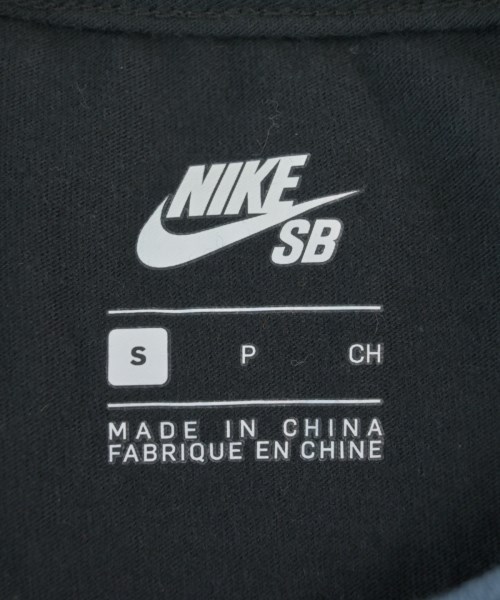 NIKE
SB
S P CH
MADE IN CHINA
FABRIQUE EN CHINE